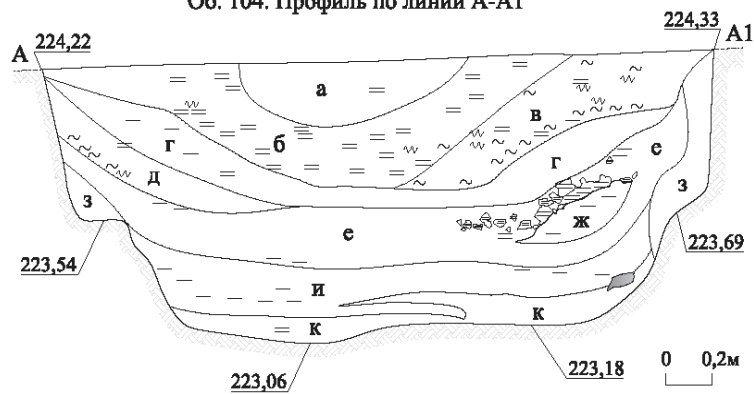 Об. 104. Профиль по линии А-А1
224,22
224,33
А
А1
а
в
г
б
г
е
д
з
з
ж
е
223,54
223,69
и
к
к
0 0,2м
223,06
223,18